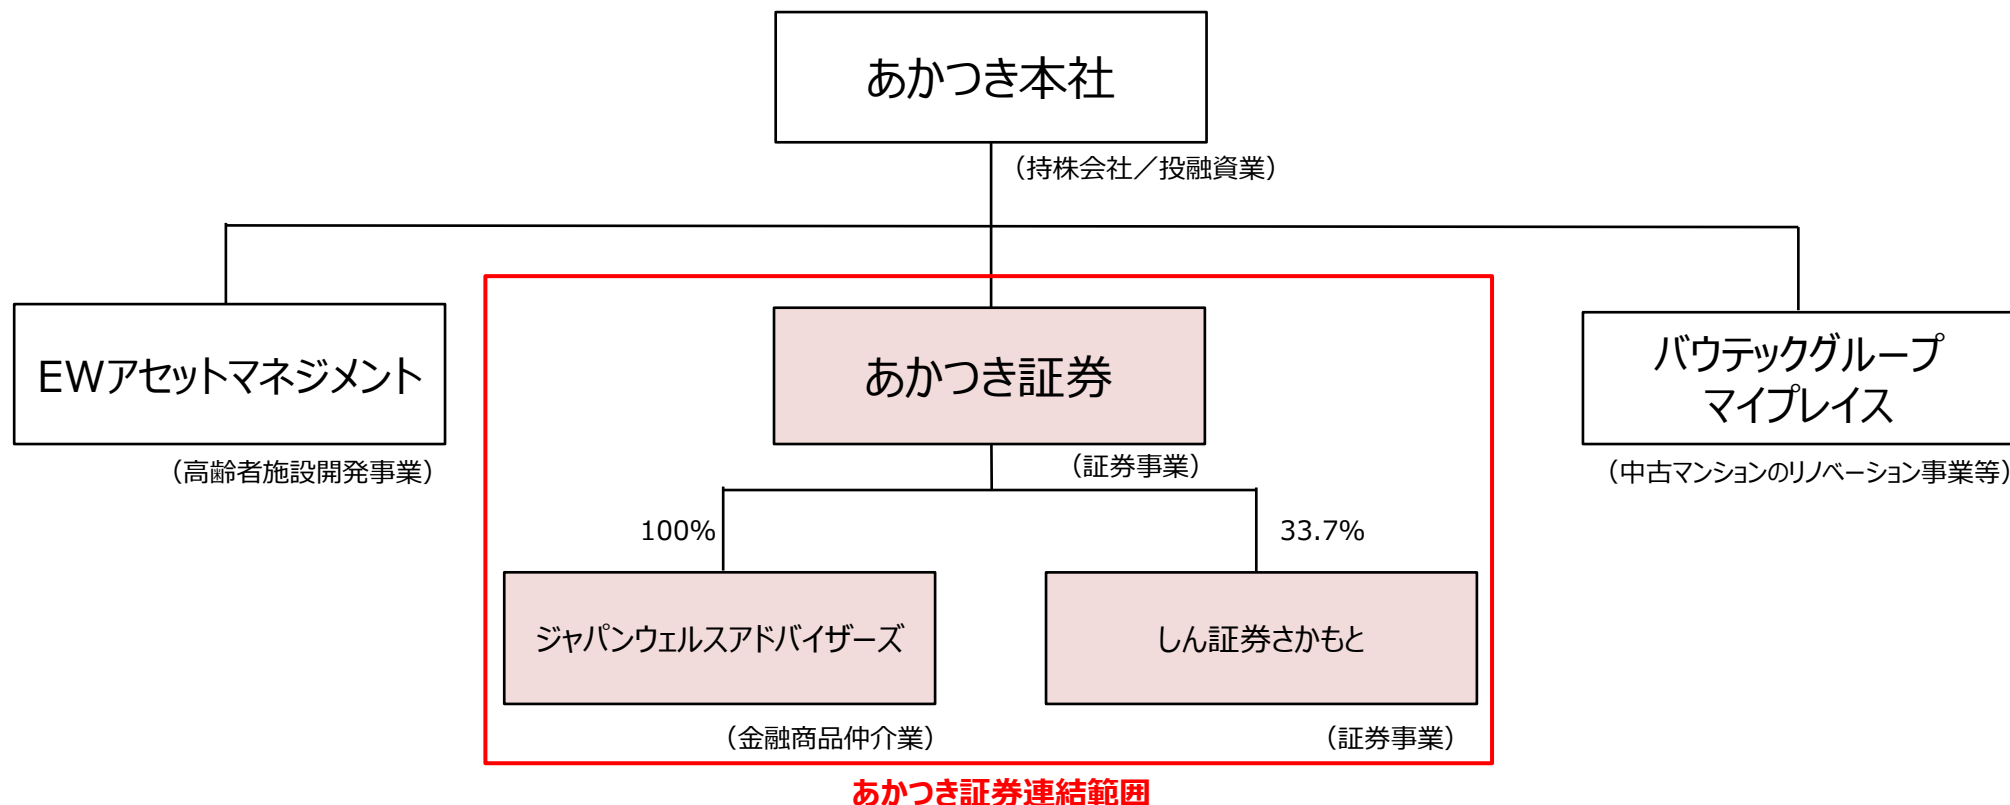 あかつき本社
（持株会社／投融資業）
EWアセットマネジメント
（高齢者施設開発事業）
あかつき証券
（証券事業）
バウテックグループ
マイプレイス
（中古マンションのリノベーション事業等）
100%
33.7%
ジャパンウェルスアドバイザーズ
（金融商品仲介業）
しん証券さかもと
（証券事業）
あかつき証券連結範囲